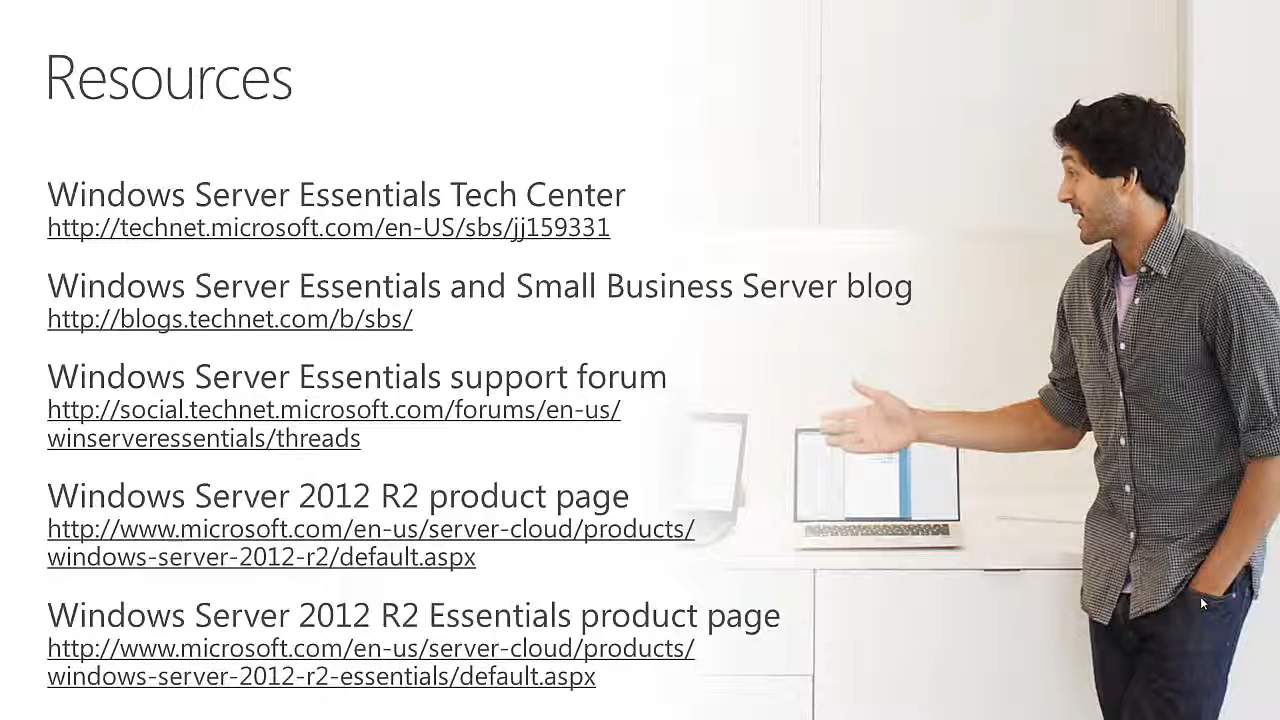 Resources
Windows Server Essentials Tech Center
http://technet.microsoft.com/en-US/sbs/jj159331
Windows Server Essentials and Small Business Server blog
http://blogs.technet.com/b/sbs/
Windows Server Essentials support forum
http://social.technet.microsoft.com/forums/en-us/
winserveressentials/threads
Windows Server 2012 R2 product page
http://www.microsoft.com/en-us/server-cloud/products/
windows-server-2012-r2/default.aspx
Windows Server 2012 R2 Essentials product page
http://www.microsoft.com/en-us/server-cloud/products/
windows-server-2012-r2-essentials/default.aspx